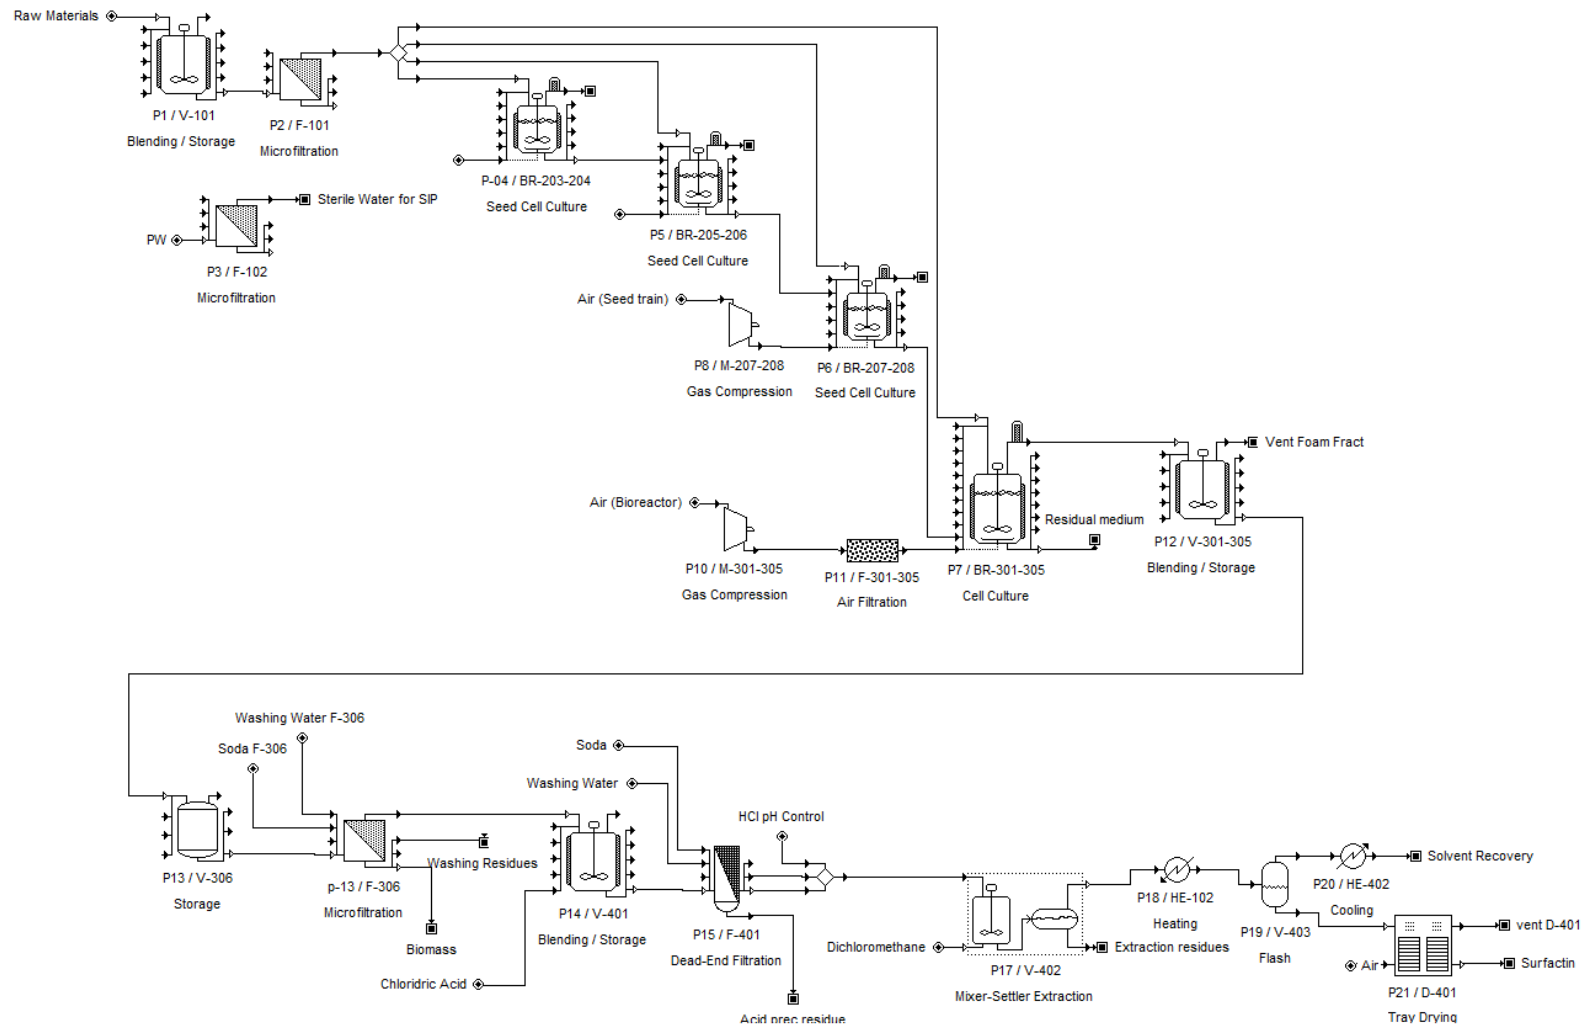 Raw Materials
P1 / V-101
Blending / Storage
P2 / F-101
Microfiltration
P-04 / BR-203-204
Seed Cell Culture
Sterile Water for SIP
PW
P3 / F-102
Microfiltration
P5 / BR-205-206
Seed Cell Culture
Air (Seed train)
P8 / M-207-208
Gas Compression
P6 / BR-207-208
Seed Cell Culture
Vent Foam Fract
Air (Bioreactor)
Residual medium
P10 / M-301-305
Gas Compression
P11 / F-301-305
Air Filtration
P7 / BR-301-305
Cell Culture
P12 / V-301-305
Blending / Storage
Washing Water F-306
Soda F-306
Soda
Washing Water
HCl pH Control
P13 / V-306
Storage
Washing Residues
p-13 / F-306
Microfiltration
Biomass
P14 / V-401
Blending / Storage
Chloridric Acid
P15 / F-401
Dead-End Filtration
Acid prec residue
Dichloromethane
P17 / V-402
Mixer-Settler Extraction
Extraction residues
P18 / HE-102
Heating
P19 / V-403
Flash
Solvent Recovery
P20 / HE-402
Cooling
vent D-401
Air
Surfactin
P21 / D-401
Tray Drying